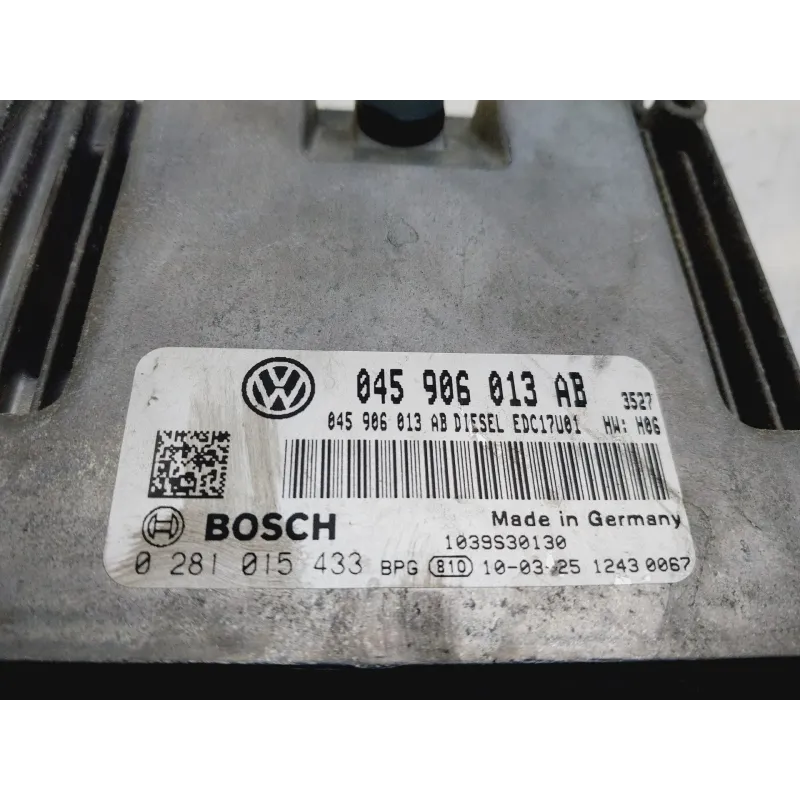 045 906 013 AB 3527
045 906 013 AB DIESEL EDC17U01 HW: H06
BOSCH Made in Germany
1039S30130
0 281 015 433 BPG 810 10-03-25 1243 0067